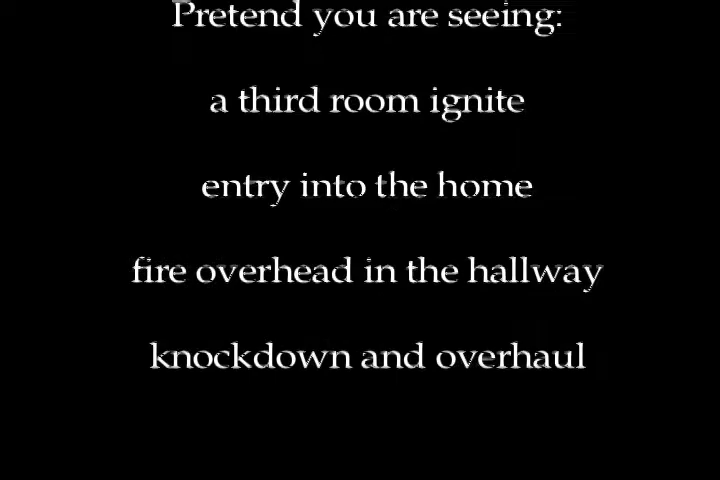 Pretend you are seeing:
a third room ignite
entry into the home
fire overhead in the hallway
knockdown and overhaul